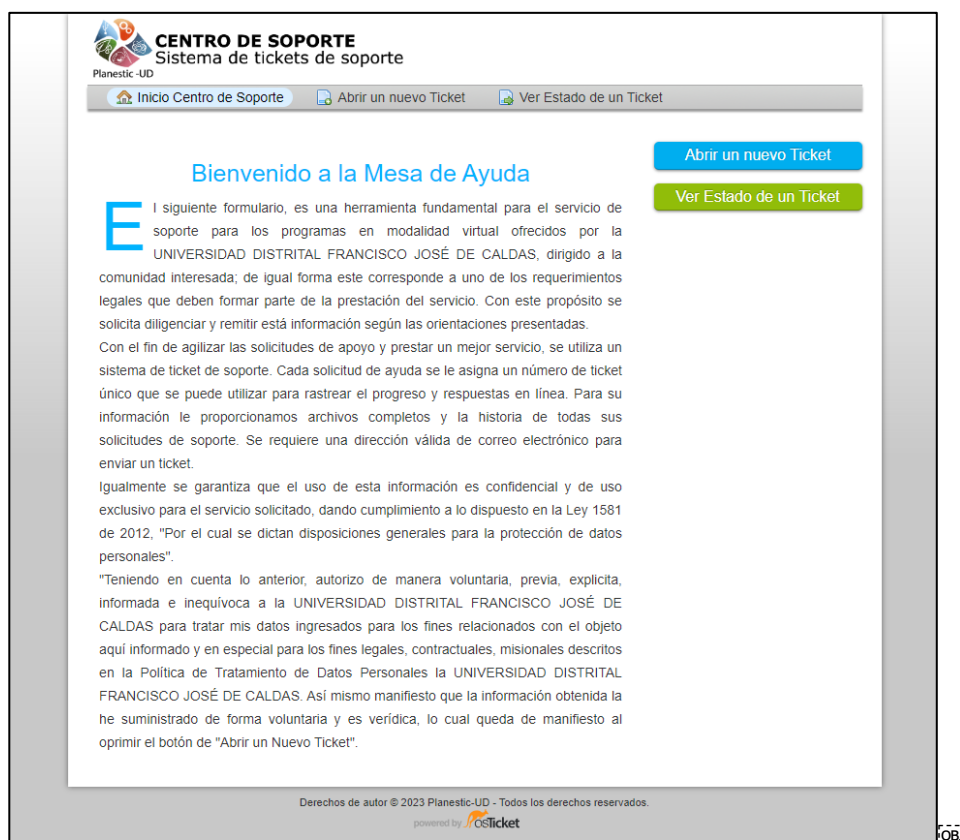 CENTRO DE SOPORTE
Sistema de tickets de soporte
Planestic -UD
Inicio Centro de Soporte Abrir un nuevo Ticket Ver Estado de un Ticket
Abrir un nuevo Ticket
Ver Estado de un Ticket
Bienvenido a la Mesa de Ayuda
El siguiente formulario, es una herramienta fundamental para el servicio de
soporte para los programas en modalidad virtual ofrecidos por la
UNIVERSIDAD DISTRITAL FRANCISCO JOSÉ DE CALDAS, dirigido a la
comunidad interesada; de igual forma este corresponde a uno de los requerimientos
legales que deben formar parte de la prestación del servicio. Con este propósito se
solicita diligenciar y remitir está información según las orientaciones presentadas.
Con el fin de agilizar las solicitudes de apoyo y prestar un mejor servicio, se utiliza un
sistema de ticket de soporte. Cada solicitud de ayuda se le asigna un número de ticket
único que se puede utilizar para rastrear el progreso y respuestas en línea. Para su
información le proporcionamos archivos completos y la historia de todas sus
solicitudes de soporte. Se requiere una dirección válida de correo electrónico para
enviar un ticket.
Igualmente se garantiza que el uso de esta información es confidencial y de uso
exclusivo para el servicio solicitado, dando cumplimiento a lo dispuesto en la Ley 1581
de 2012, "Por el cual se dictan disposiciones generales para la protección de datos
personales".
"Teniendo en cuenta lo anterior, autorizo de manera voluntaria, previa, explicita,
informada e inequívoca a la UNIVERSIDAD DISTRITAL FRANCISCO JOSÉ DE
CALDAS para tratar mis datos ingresados para los fines relacionados con el objeto
aquí informado y en especial para los fines legales, contractuales, misionales descritos
en la Política de Tratamiento de Datos Personales la UNIVERSIDAD DISTRITAL
FRANCISCO JOSÉ DE CALDAS. Así mismo manifiesto que la información obtenida la
he suministrado de forma voluntaria y es verídica, lo cual queda de manifiesto al
oprimir el botón de "Abrir un Nuevo Ticket".
Derechos de autor © 2023 Planestic-UD - Todos los derechos reservados.
powered by osTicket